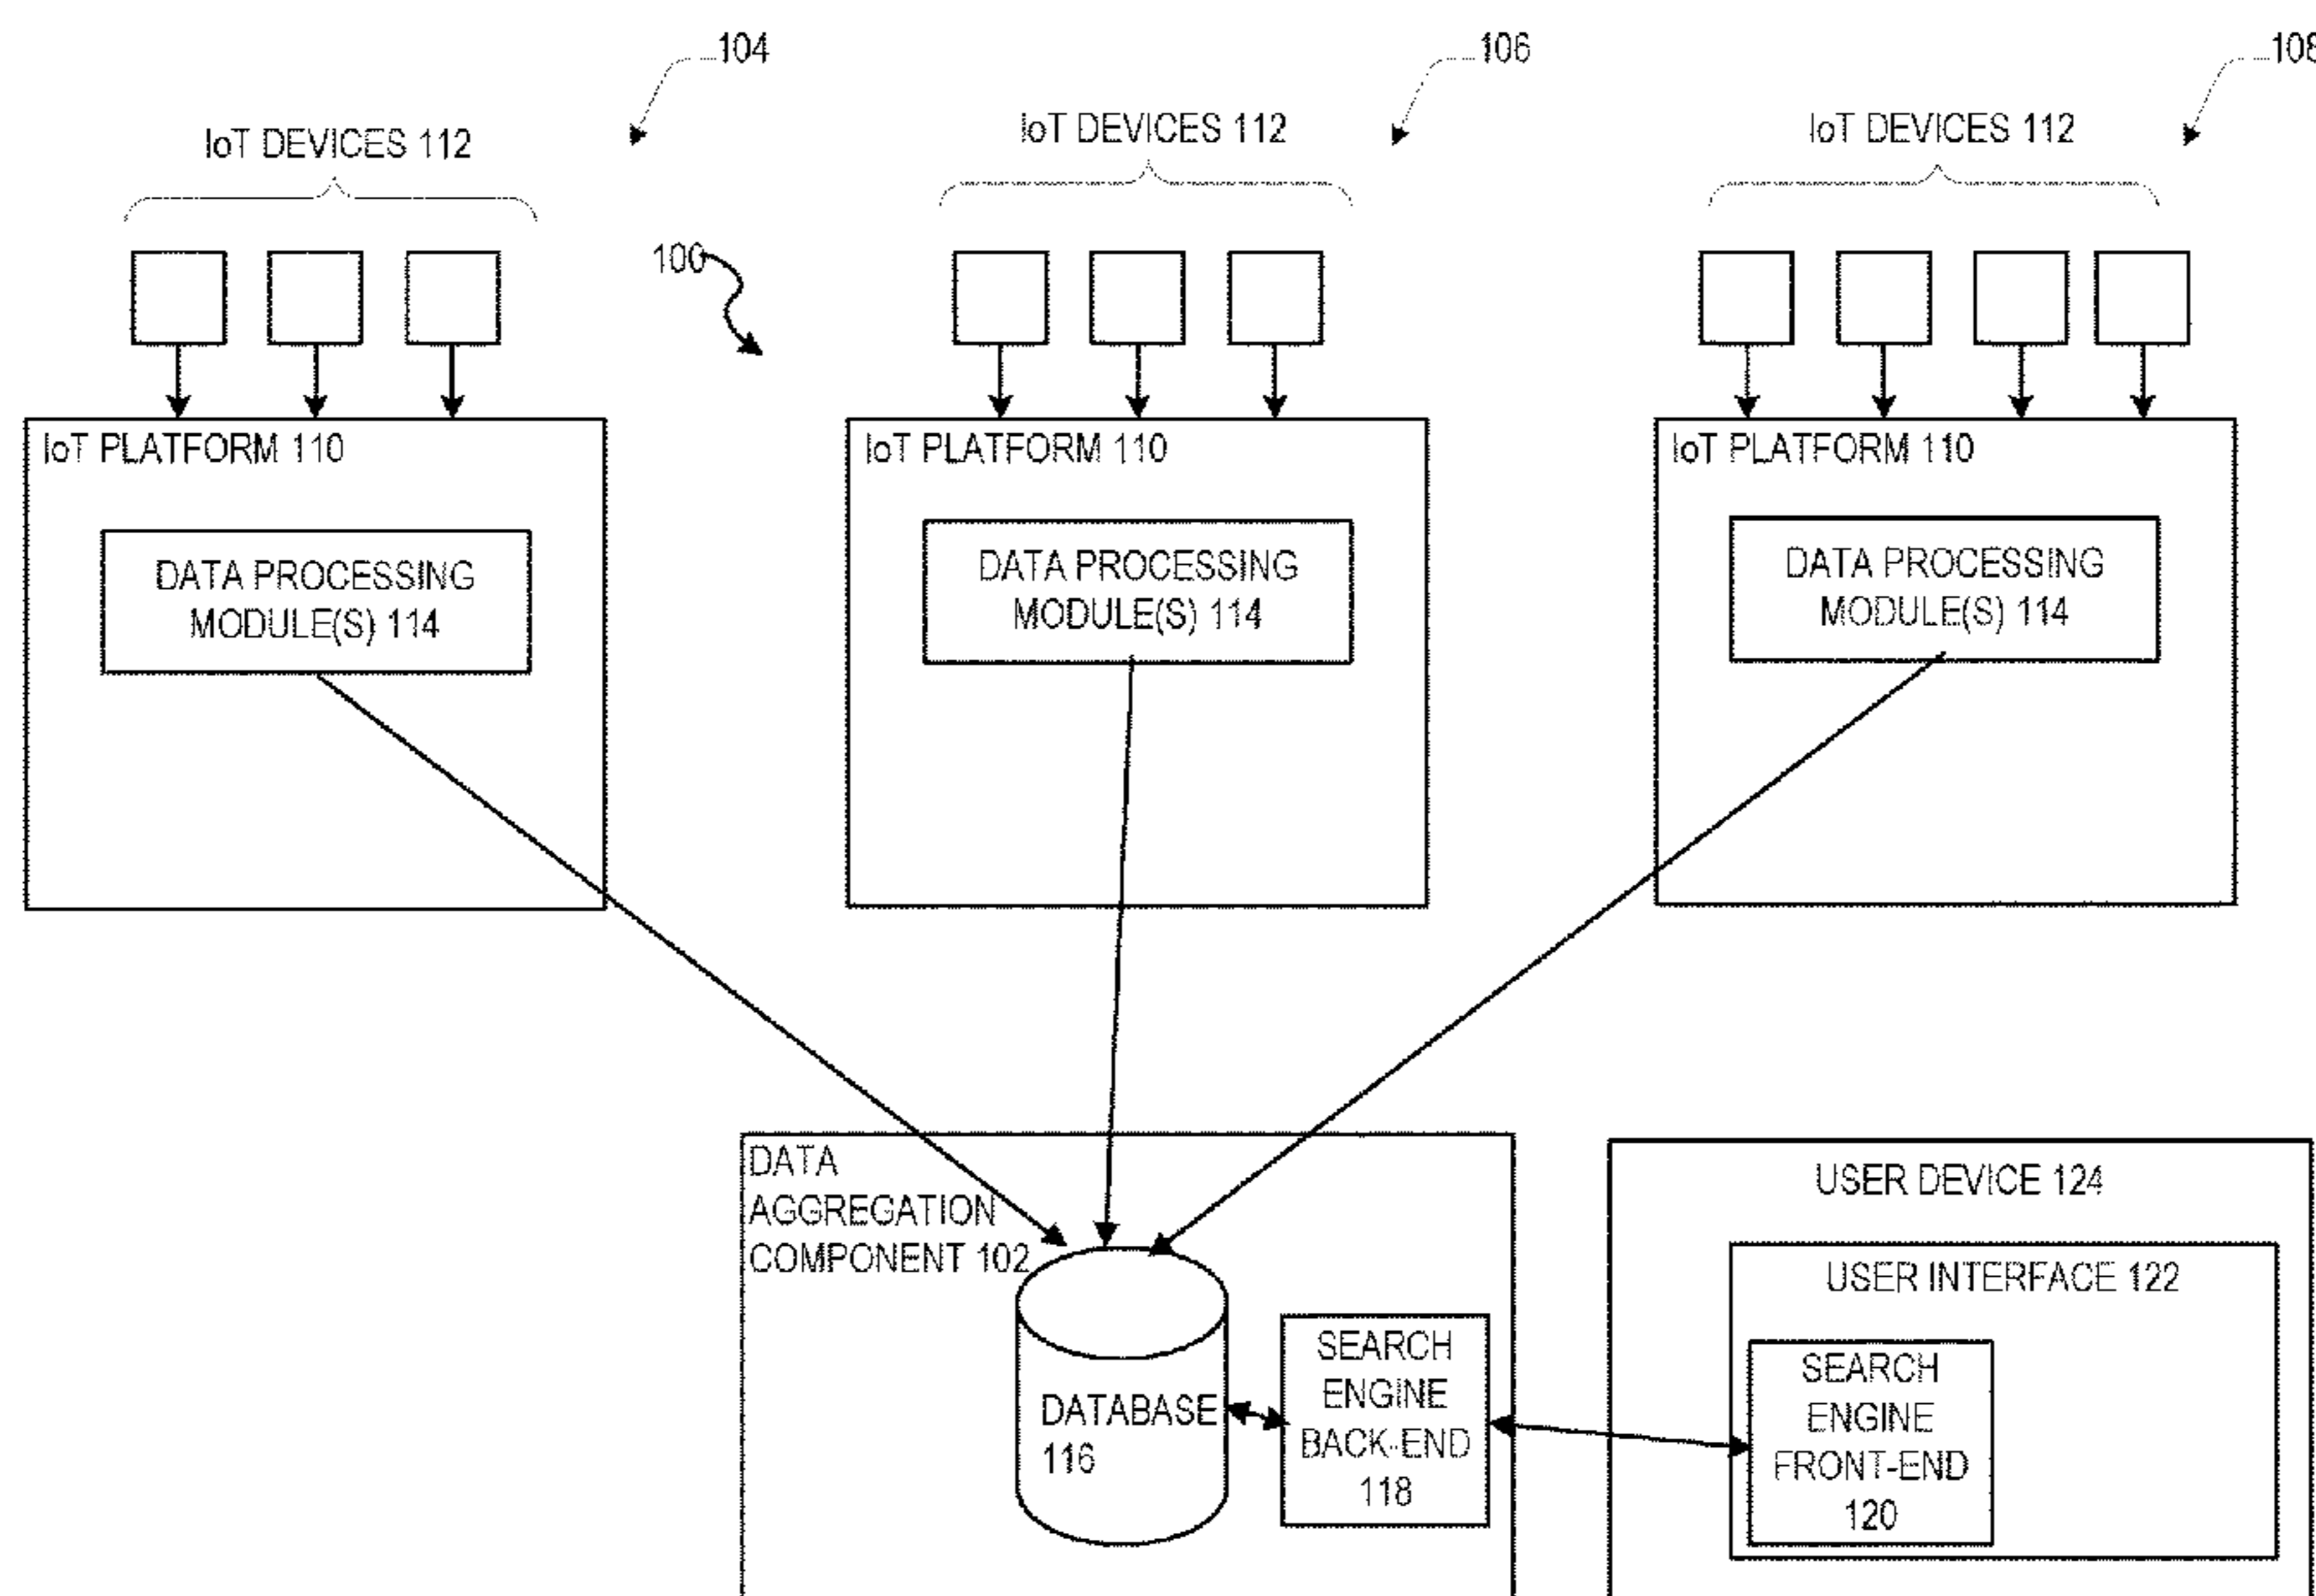 104
106
108
IoT DEVICES 112
IoT DEVICES 112
IoT DEVICES 112
100
IoT PLATFORM 110
IoT PLATFORM 110
IoT PLATFORM 110
DATA PROCESSING
MODULE(S) 114
DATA PROCESSING
MODULE(S) 114
DATA PROCESSING
MODULE(S) 114
DATA
AGGREGATION
COMPONENT 102
DATABASE
116
SEARCH
ENGINE
BACK-END
118
USER DEVICE 124
USER INTERFACE 122
SEARCH
ENGINE
FRONT-END
120